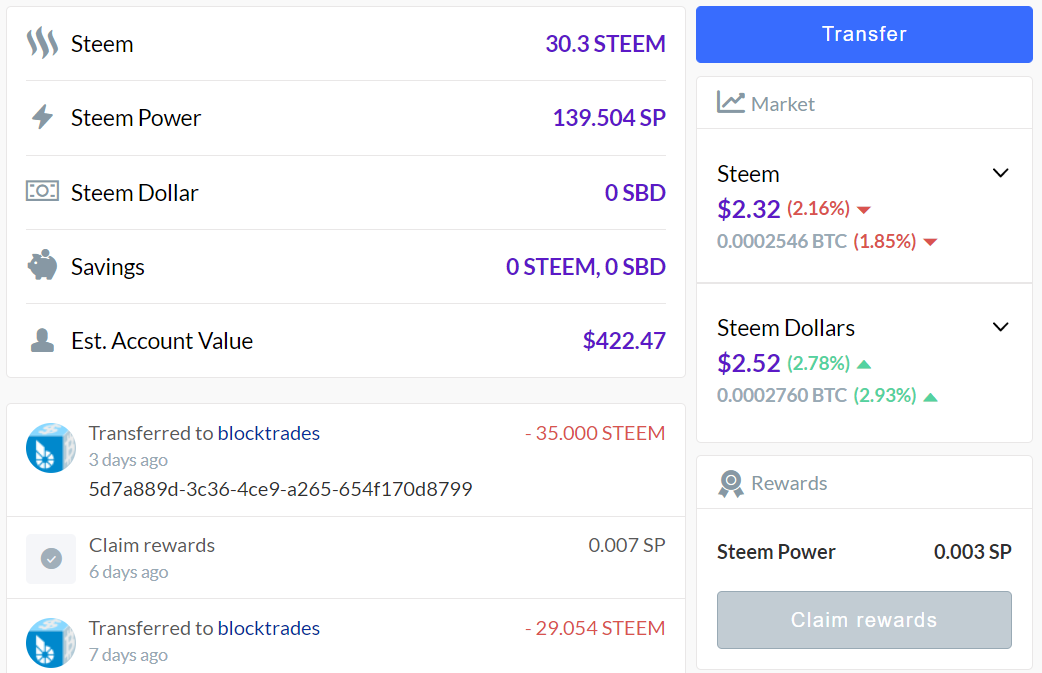 Steem
30.3 STEEM
Steem Power
139.504 SP
Steem Dollar
0 SBD
Savings
0 STEEM, 0 SBD
Est. Account Value
$422.47
Transferred to blocktrades
- 35.000 STEEM
3 days ago
5d7a889d-3c36-4ce9-a265-654f170d8799
Claim rewards
0.007 SP
6 days ago
Transferred to blocktrades
- 29.054 STEEM
7 days ago
Transfer
Market
Steem
$2.32 (2.16%)
0.0002546 BTC (1.85%)
Steem Dollars
$2.52 (2.78%)
0.0002760 BTC (2.93%)
Rewards
Steem Power
0.003 SP
Claim rewards